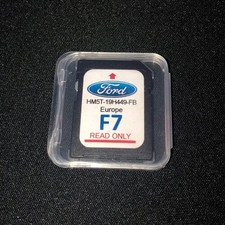 Ford
HM5T-19H449-FB
Europe
F7
READ ONLY